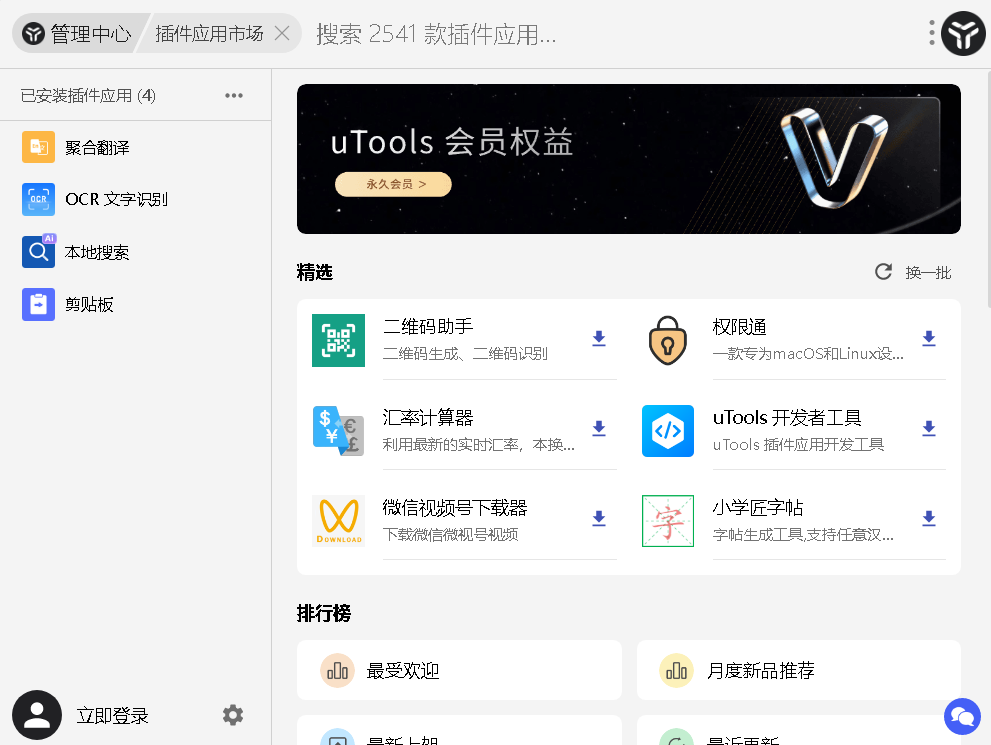 管理中心
插件应用市场
搜索 2541 款插件应用...
已安装插件应用 (4)
聚合翻译
OCR
OCR 文字识别
AI
本地搜索
剪贴板
立即登录
uTools 会员权益
永久会员 >
精选
换一批
二维码助手
二维码生成、二维码识别
权限通
一款专为macOS和Linux设...
汇率计算器
利用最新的实时汇率，本换...
uTools 开发者工具
uTools 插件应用开发工具
DOWNLOAD
微信视频号下载器
下载微信微视号视频
字
小学匠字帖
字帖生成工具,支持任意汉...
排行榜
最受欢迎
月度新品推荐
最新上架
最近更新